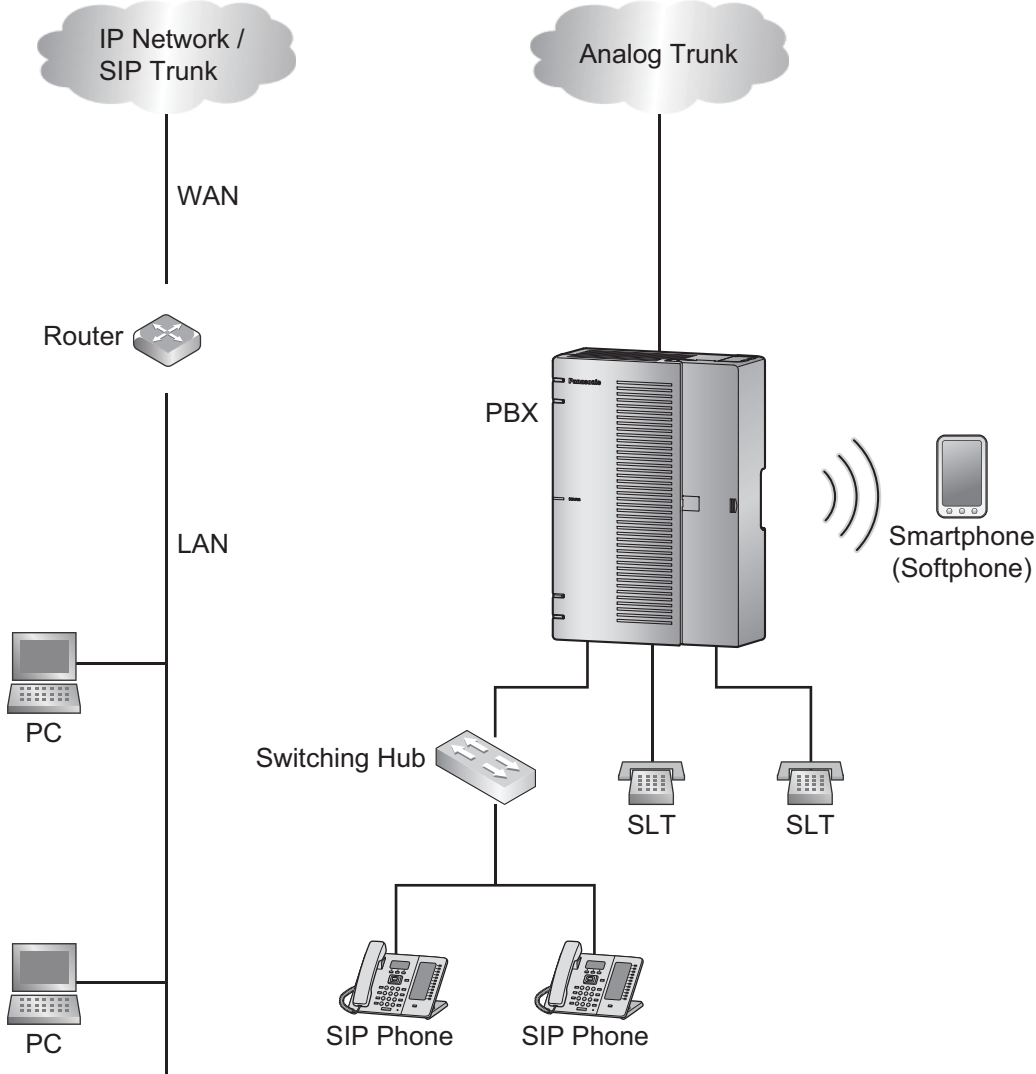 IP Network /
SIP Trunk
Analog Trunk
WAN
Router
PBX
Panasonic
LAN
Smartphone
(Softphone)
PC
Switching Hub
SLT
SLT
SIP Phone
SIP Phone
PC